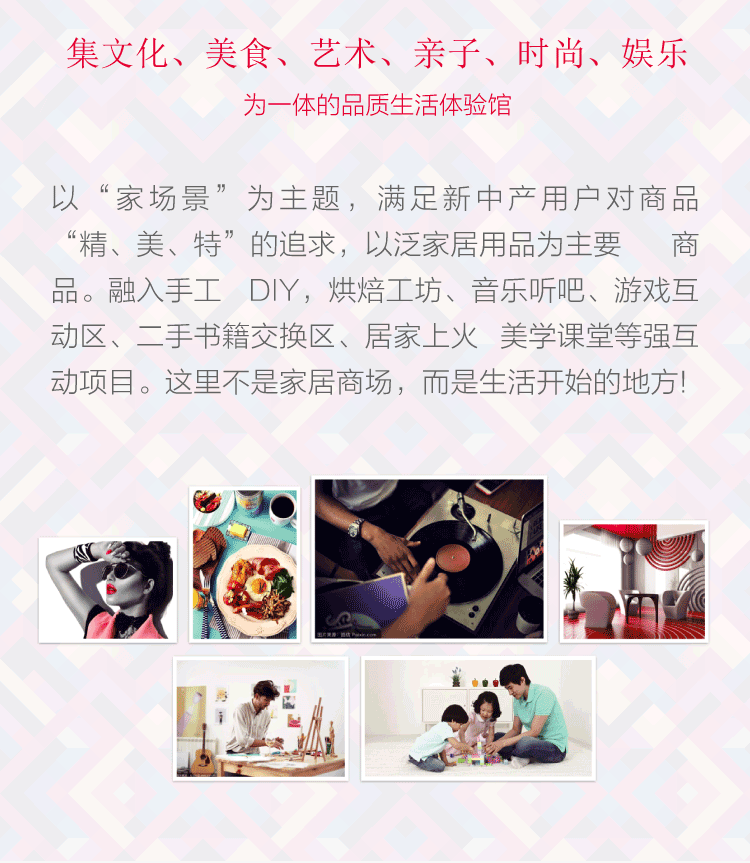 集文化、美食、艺术、亲子、时尚、娱乐
为一体的品质生活体验馆
以“家场景”为主题，满足新中产用户对商品
“精、美、特”的追求，以泛家居用品为主要 商
品。融入手工 DIY，烘焙工坊、音乐听吧、游戏互
动区、二手书籍交换区、居家上火 美学课堂等强互
动项目。这里不是家居商场，而是生活开始的地方！